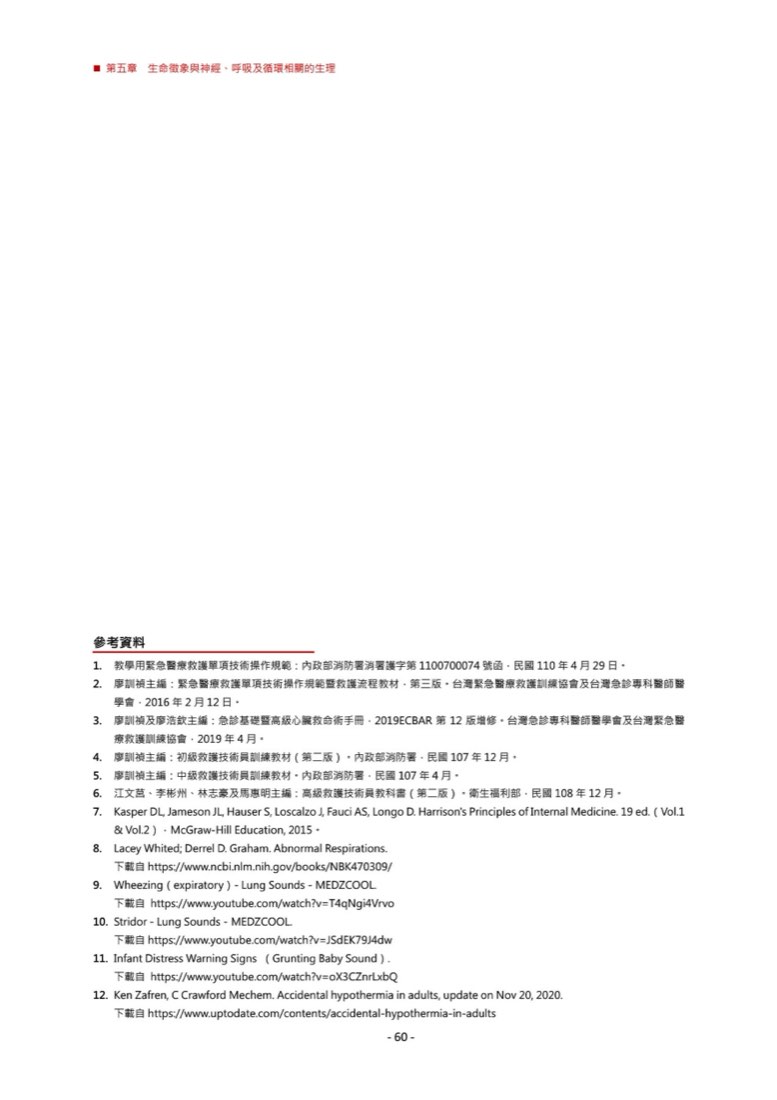 ■ 第五章 生命徵象與神經、呼吸及循環相關的生理
參考資料
1. 教學用緊急醫療救護單項技術操作規範：內政部消防署消署護字第 1100700074 號函，民國 110 年 4 月 29 日。
2. 廖訓禎主編：緊急醫療救護單項技術操作規範暨救護流程教材，第三版。台灣緊急醫療救護訓練協會及台灣急診專科醫師醫
學會，2016 年 2 月 12 日。
3. 廖訓禎及廖浩欽主編：急診基礎暨高級心臟救命術手冊，2019ECBAR 第 12 版增修。台灣急診專科醫師醫學會及台灣緊急醫
療救護訓練協會，2019 年 4 月。
4. 廖訓禎主編：初級救護技術員訓練教材（第二版）。內政部消防署，民國 107 年 12 月。
5. 廖訓禎主編：中級救護技術員訓練教材。內政部消防署，民國 107 年 4 月。
6. 江文莒、李彬州、林志豪及馬惠明主編：高級救護技術員教科書（第二版）。衛生福利部，民國 108 年 12 月。
7. Kasper DL, Jameson JL, Hauser S, Loscalzo J, Fauci AS, Longo D. Harrison's Principles of Internal Medicine. 19 ed.（Vol.1
& Vol.2），McGraw-Hill Education, 2015。
8. Lacey Whited; Derrel D. Graham. Abnormal Respirations.
下載自 https://www.ncbi.nlm.nih.gov/books/NBK470309/
9. Wheezing（expiratory）- Lung Sounds - MEDZCOOL.
下載自 https://www.youtube.com/watch?v=T4qNgi4Vrvo
10. Stridor - Lung Sounds - MEDZCOOL.
下載自 https://www.youtube.com/watch?v=JSdEK79J4dw
11. Infant Distress Warning Signs （Grunting Baby Sound）.
下載自 https://www.youtube.com/watch?v=oX3CZnrLxbQ
12. Ken Zafren, C Crawford Mechem. Accidental hypothermia in adults, update on Nov 20, 2020.
下載自 https://www.uptodate.com/contents/accidental-hypothermia-in-adults
- 60 -